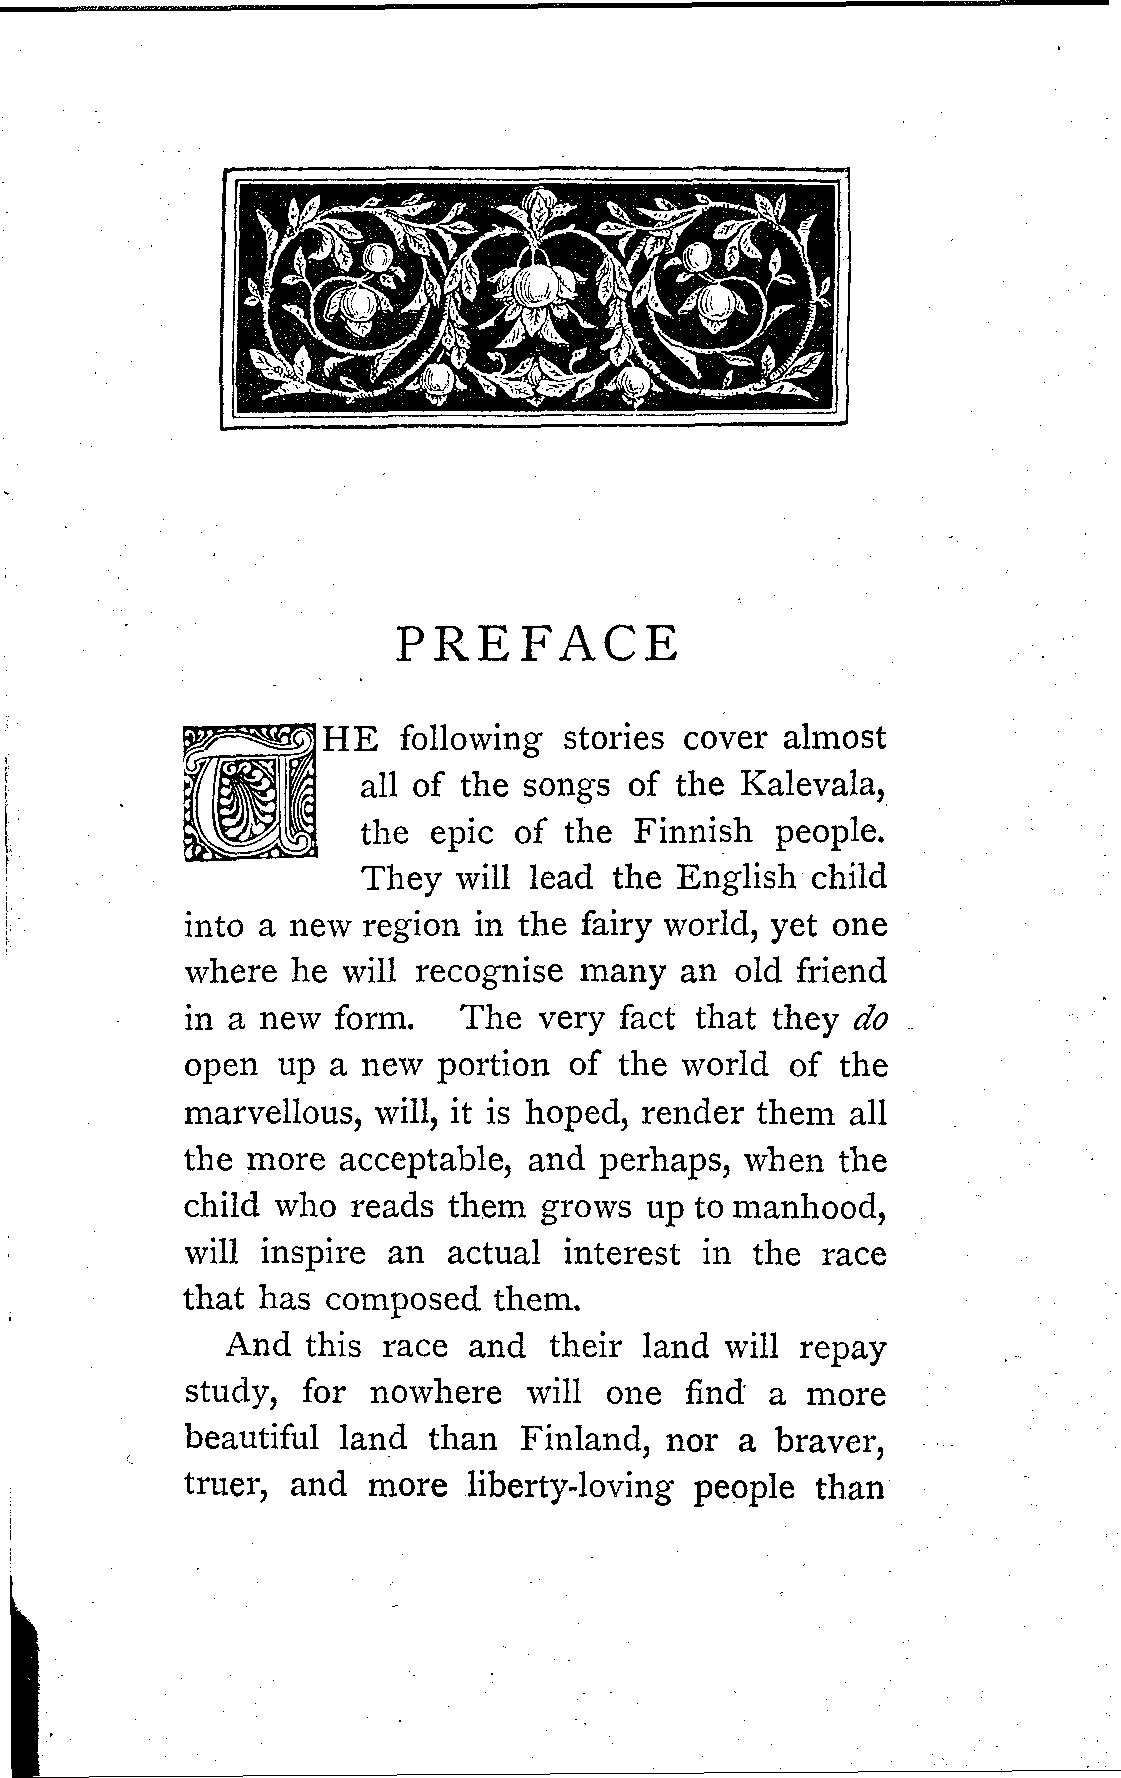 PREFACE
THE following stories cover almost
all of the songs of the Kalevala,
the epic of the Finnish people.
They will lead the English child
into a new region in the fairy world, yet one
where he will recognise many an old friend
in a new form. The very fact that they do
open up a new portion of the world of the
marvellous, will, it is hoped, render them all
the more acceptable, and perhaps, when the
child who reads them grows up to manhood,
will inspire an actual interest in the race
that has composed them.
And this race and their land will repay
study, for nowhere will one find a more
beautiful land than Finland, nor a braver,
truer, and more liberty-loving people than